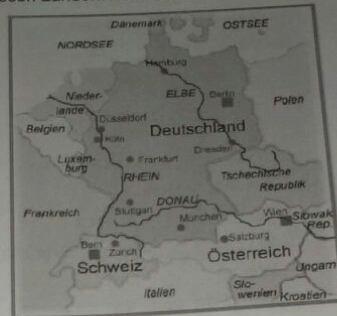 Dänemark
OSTSEE
NORDSEE
Hamburg
ELBE
Berlin
Nieder-
lande
Polen
Düsseldorf
Belgien
Köln
Deutschland
Dresden
Luxem-
burg
Frankfurt
RHEIN
Tschechische
Republik
Frankreich
Stuttgart
DONAU
München
Wien
Slowak.
Rep.
Bern
Zürich
Salzburg
Schweiz
Österreich
Ungarn
Italien
Slo-
wenien
Kroatien